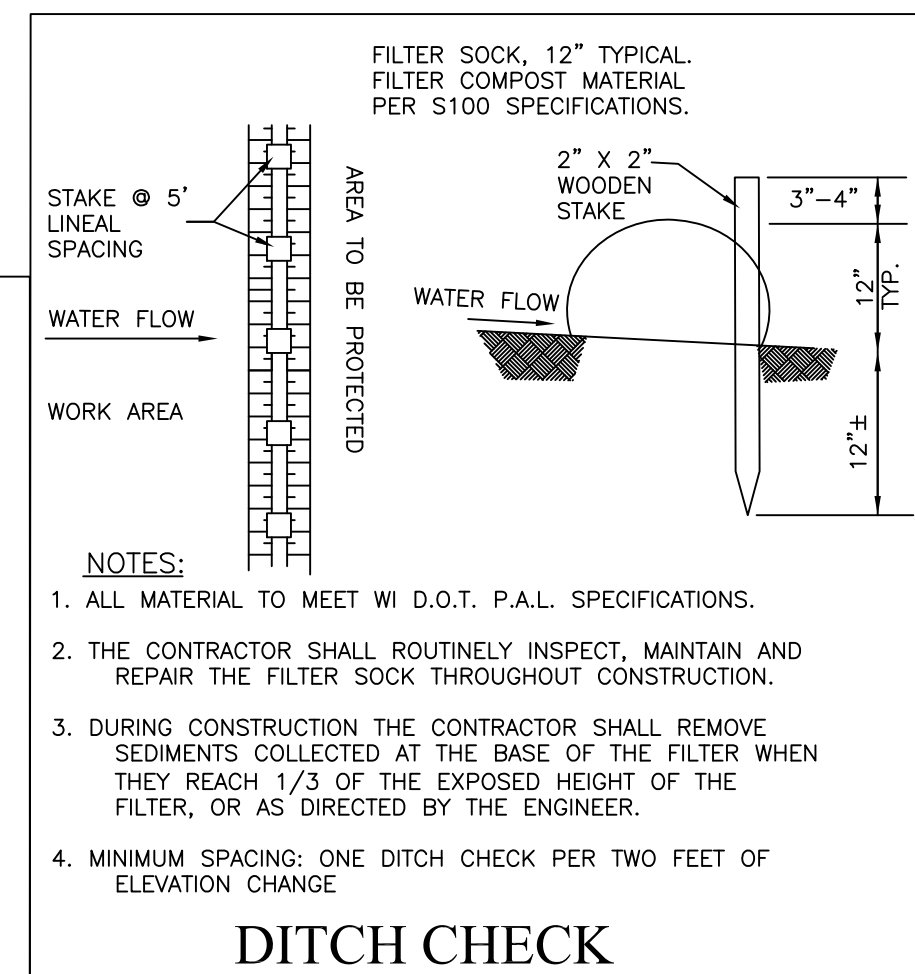 FILTER SOCK, 12" TYPICAL.
FILTER COMPOST MATERIAL
PER S100 SPECIFICATIONS.
STAKE @ 5'
LINEAL
SPACING
WATER FLOW
WORK AREA
AREA TO BE PROTECTED
2" X 2"
WOODEN
STAKE
WATER FLOW
3"-4"
12"
TYP.
12"±
NOTES:
1. ALL MATERIAL TO MEET WI D.O.T. P.A.L. SPECIFICATIONS.
2. THE CONTRACTOR SHALL ROUTINELY INSPECT, MAINTAIN AND
REPAIR THE FILTER SOCK THROUGHOUT CONSTRUCTION.
3. DURING CONSTRUCTION THE CONTRACTOR SHALL REMOVE
SEDIMENTS COLLECTED AT THE BASE OF THE FILTER WHEN
THEY REACH 1/3 OF THE EXPOSED HEIGHT OF THE
FILTER, OR AS DIRECTED BY THE ENGINEER.
4. MINIMUM SPACING: ONE DITCH CHECK PER TWO FEET OF
ELEVATION CHANGE
DITCH CHECK